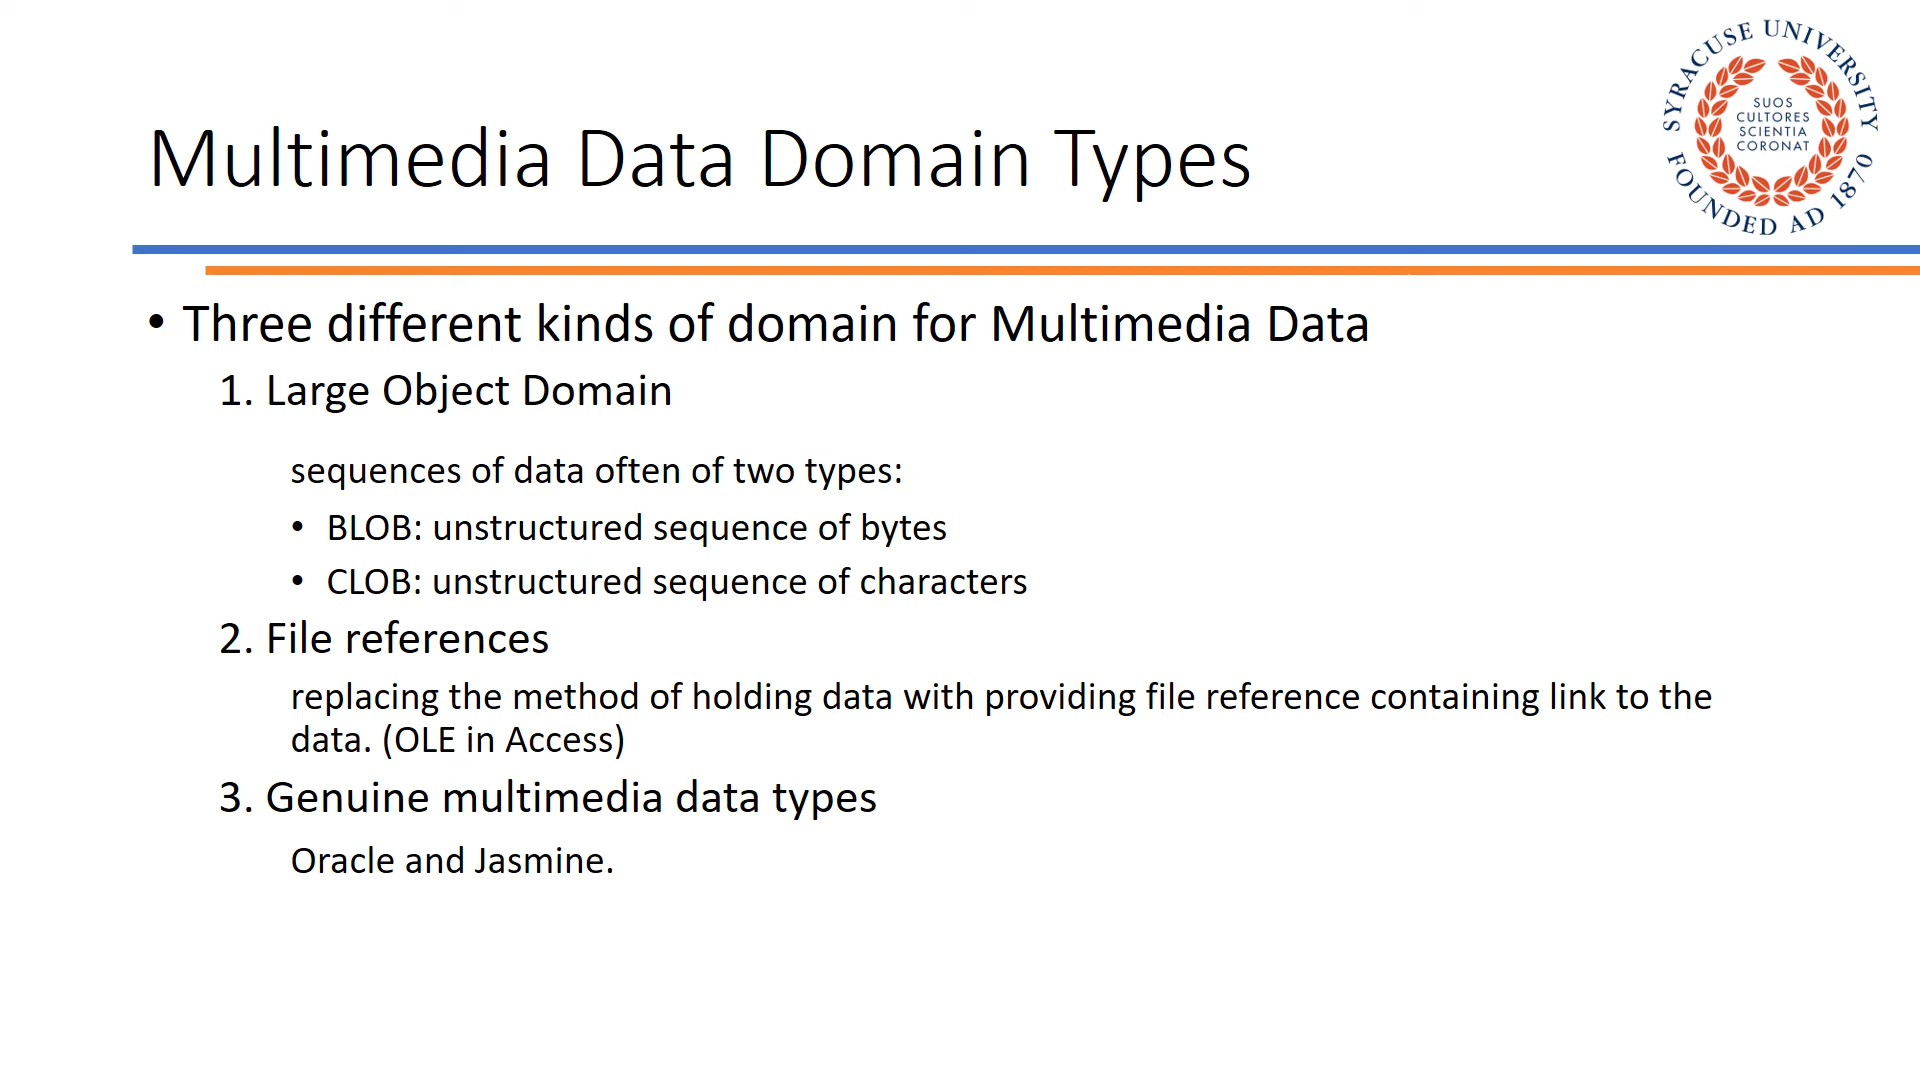 SYRACUSE UNIVERSITY
FOUNDED AD 1870
SUOS
CULTORES
SCIENTIA
CORONAT
Multimedia Data Domain Types
• Three different kinds of domain for Multimedia Data
1. Large Object Domain
sequences of data often of two types:
• BLOB: unstructured sequence of bytes
• CLOB: unstructured sequence of characters
2. File references
replacing the method of holding data with providing file reference containing link to the
data. (OLE in Access)
3. Genuine multimedia data types
Oracle and Jasmine.